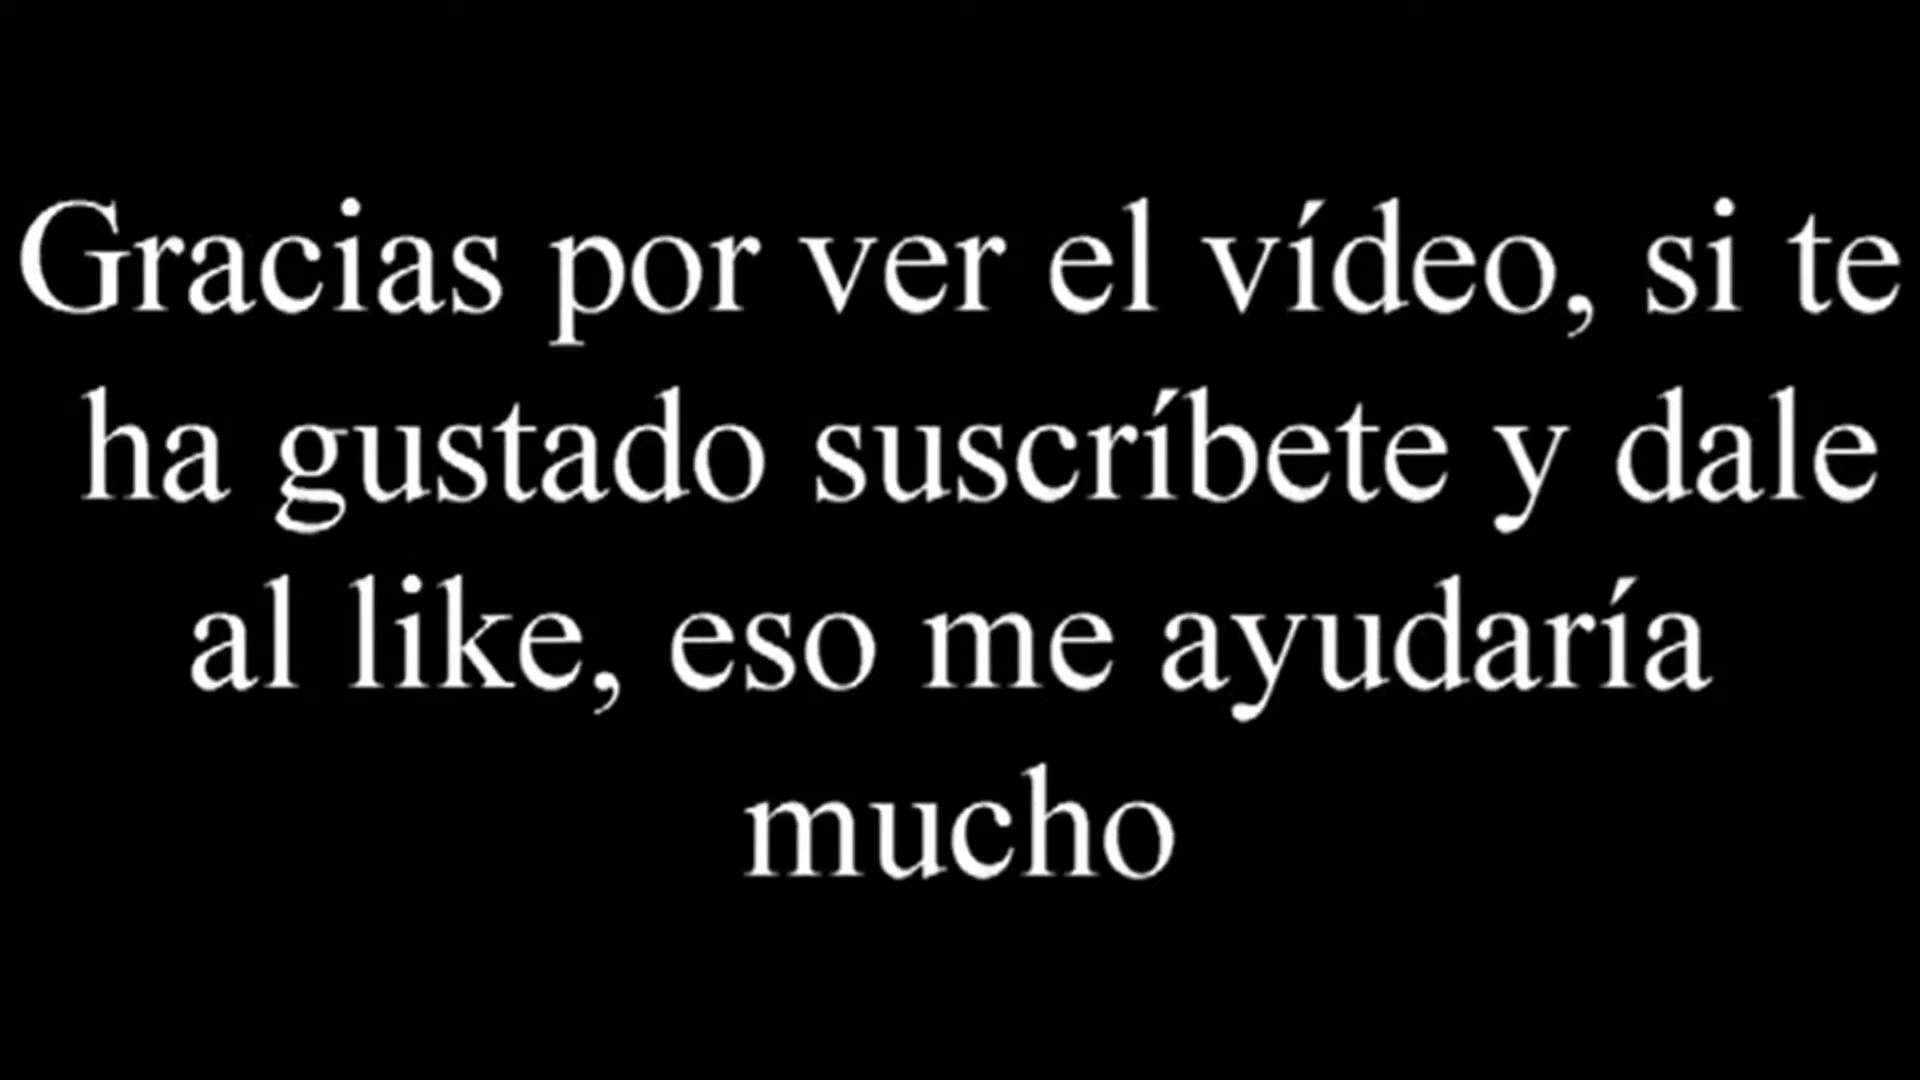 Gracias por ver el vídeo, si te
ha gustado suscríbete y dale
al like, eso me ayudaría
mucho